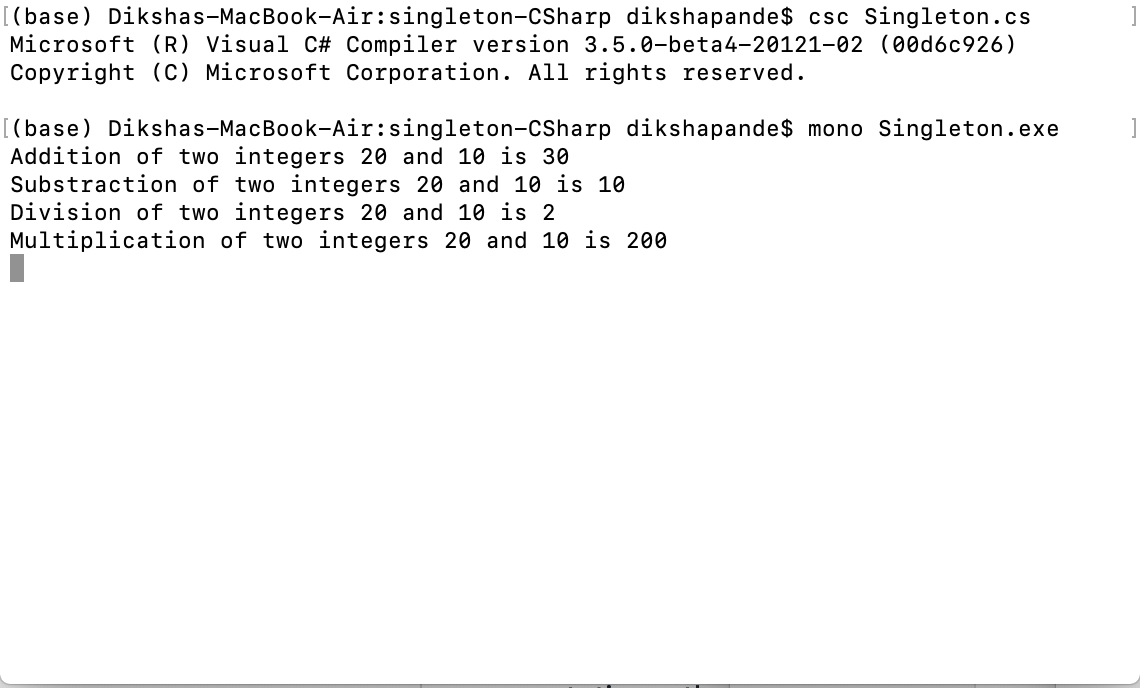 [(base) Dikshas-MacBook-Air:singleton-CSharp dikshapande$ csc Singleton.cs ]
Microsoft (R) Visual C# Compiler version 3.5.0-beta4-20121-02 (00d6c926)
Copyright (C) Microsoft Corporation. All rights reserved.
[(base) Dikshas-MacBook-Air:singleton-CSharp dikshapande$ mono Singleton.exe ]
Addition of two integers 20 and 10 is 30
Substraction of two integers 20 and 10 is 10
Division of two integers 20 and 10 is 2
Multiplication of two integers 20 and 10 is 200